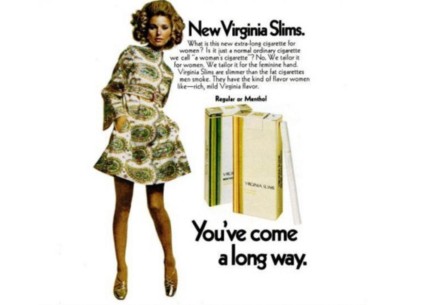 New Virginia Slims.
What is this new extra-long cigarette for
women? Is it just a normal ordinary cigarette
we call "a woman's cigarette"? No. We tailor it
for women. We tailor it for the feminine hand.
Virginia Slims are slimmer than the fat cigarettes
men smoke. They have the kind of flavor women
like—rich, mild Virginia flavor.
Regular or Menthol
VIRGINIA SLIMS
You've come
a long way.